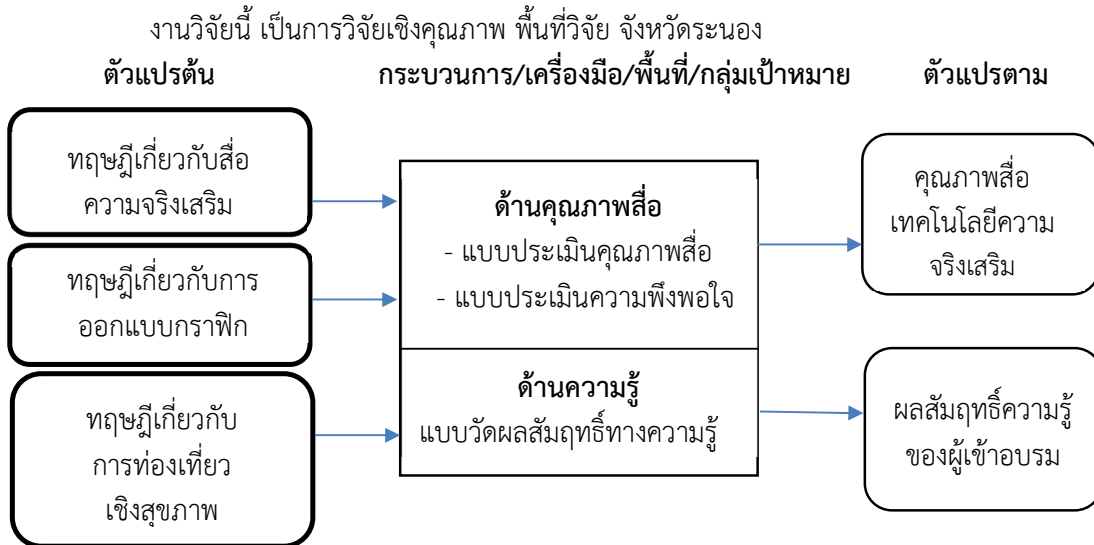 งานวิจัยนี้ เป็นการวิจัยเชิงคุณภาพ พื้นที่วิจัย จังหวัดระนอง
ตัวแปรต้น
กระบวนการ/เครื่องมือ/พื้นที่/กลุ่มเป้าหมาย
ตัวแปรตาม
ทฤษฎีเกี่ยวกับสื่อ
ความจริงเสริม
ทฤษฎีเกี่ยวกับการ
ออกแบบกราฟิก
ทฤษฎีเกี่ยวกับ
การท่องเที่ยว
เชิงสุขภาพ
ด้านคุณภาพสื่อ
- แบบประเมินคุณภาพสื่อ
- แบบประเมินความพึงพอใจ
ด้านความรู้
แบบวัดผลสัมฤทธิ์ทางความรู้
คุณภาพสื่อ
เทคโนโลยีความ
จริงเสริม
ผลสัมฤทธิ์ความรู้
ของผู้เข้าอบรม